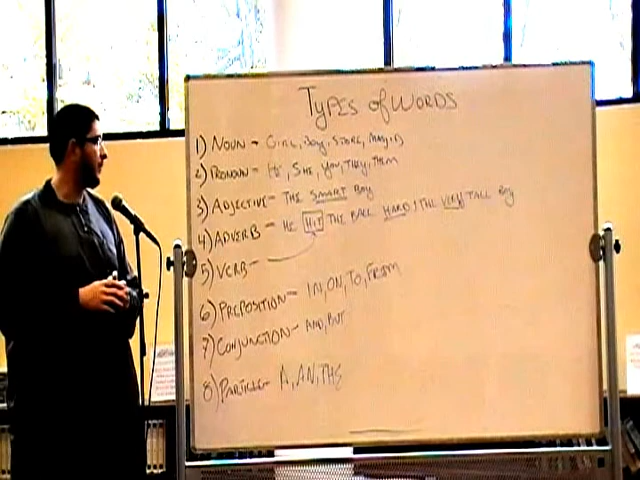 TYPES OF WORDS
1) NOUN - GIRL, BOY, STORE,
2) PRONOUN - HE, SHE, YOU, THEY, THEM
3) ADJECTIVE - THE SMART BOY
4) ADVERB - HE HIT THE BALL HARD / THE VERY TALL BOY
5) VERB -
6) PREPOSITION - IN, ON, TO, FROM
7) CONJUNCTION - AND, BUT
8) PARTICLE - A, AN, THE